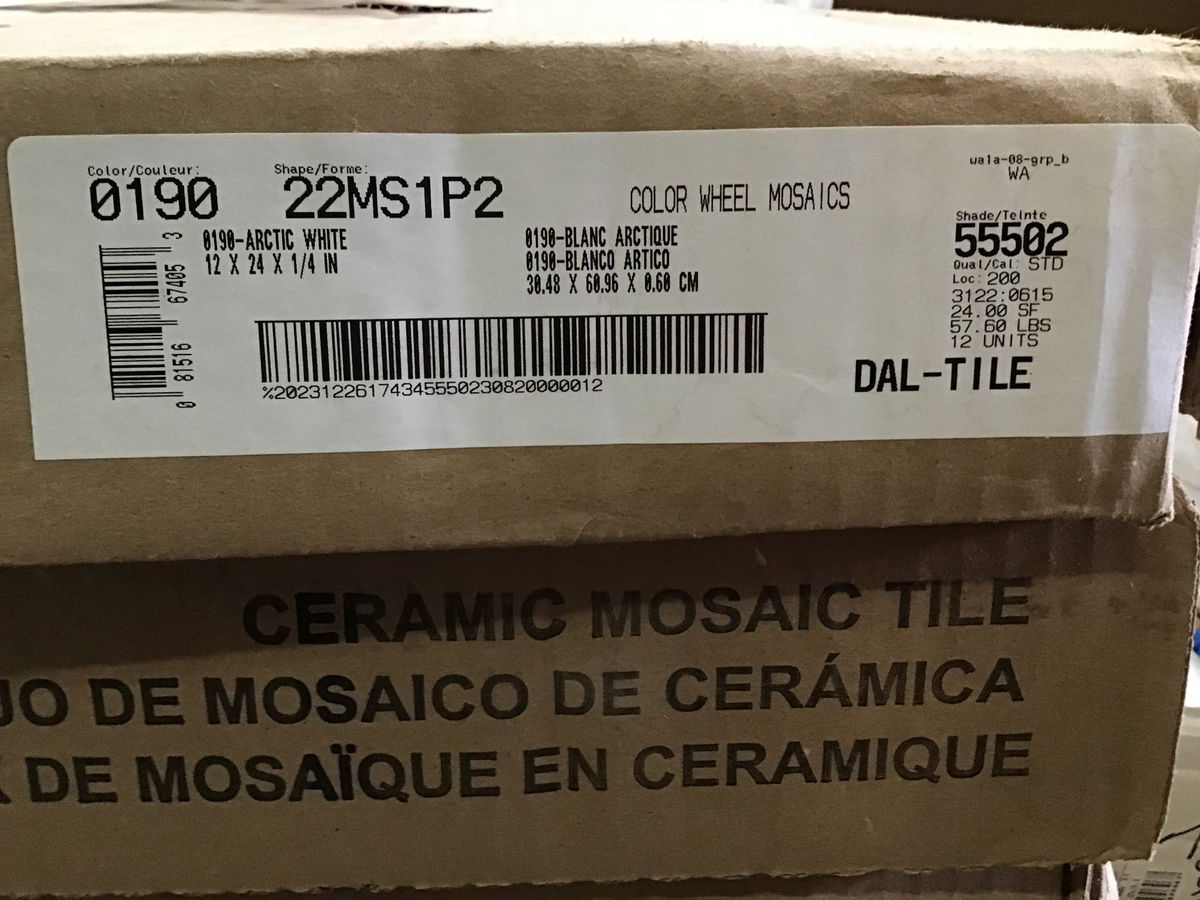 Color/Couleur:
0190
Shape/Forme:
22MS1P2
COLOR WHEEL MOSAICS
wa1a-08-grp_b
WA
0190-ARCTIC WHITE
12 X 24 X 1/4 IN
0190-BLANC ARCTIQUE
0190-BLANCO ARTICO
30.48 X 60.96 X 0.60 CM
Shade/Teinte
55502
Qual/Cal: STD
Loc: 200
3122:0615
24.00 SF
57.60 LBS
12 UNITS
0 81516 67405 3
%20231226174345550230820000012
DAL-TILE
CERAMIC MOSAIC TILE
JO DE MOSAICO DE CERÁMICA
DE MOSAÏQUE EN CERAMIQUE